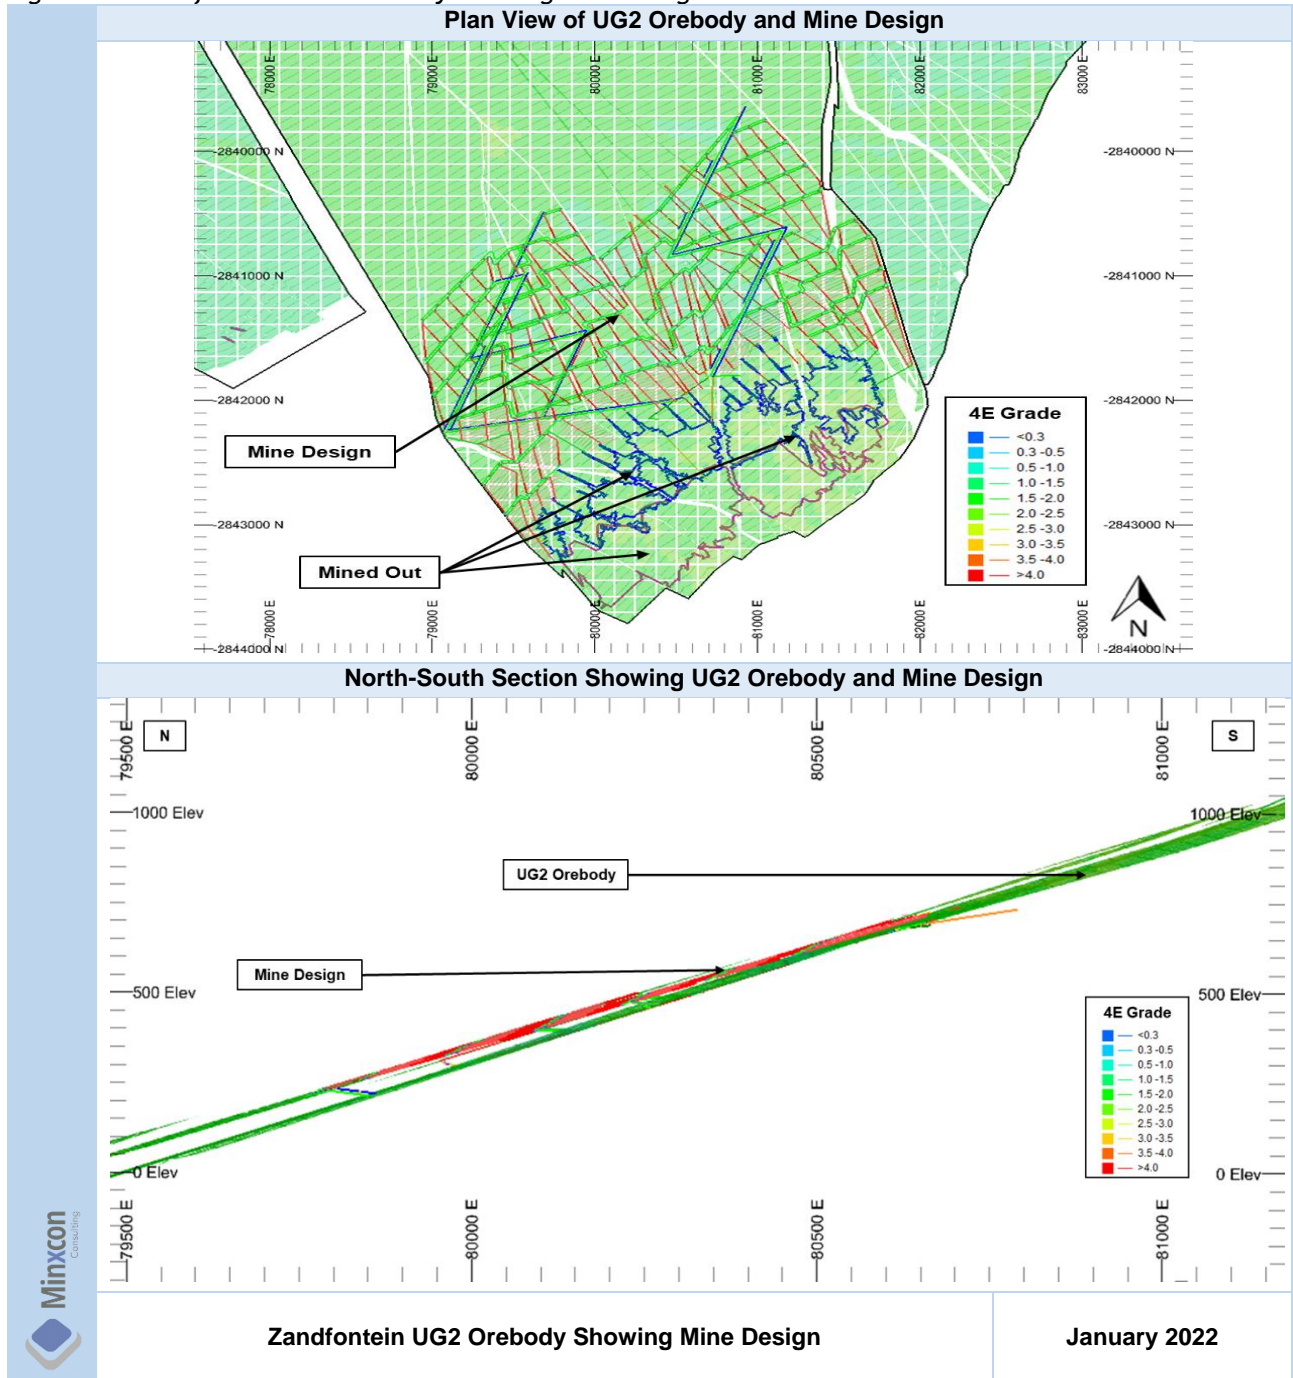 Plan View of UG2 Orebody and Mine Design
78000 E 79000 E 80000 E 81000 E 82000 E 83000 E
-2840000 N -2840000 N
-2841000 N -2841000 N
-2842000 N -2842000 N
-2843000 N -2843000 N
-2844000 N -2844000 N
78000 E 79000 E 80000 E 81000 E 82000 E 83000 E
Mine Design
Mined Out
4E Grade
<0.3
0.3 -0.5
0.5 -1.0
1.0 -1.5
1.5 -2.0
2.0 -2.5
2.5 -3.0
3.0 -3.5
3.5 -4.0
>4.0
N
North-South Section Showing UG2 Orebody and Mine Design
79500 E 80000 E 80500 E 81000 E
N
S
1000 Elev 1000 Elev
UG2 Orebody
Mine Design
500 Elev 500 Elev
4E Grade
<0.3
0.3 -0.5
0.5 -1.0
1.0 -1.5
1.5 -2.0
2.0 -2.5
2.5 -3.0
3.0 -3.5
3.5 -4.0
>4.0
0 Elev 0 Elev
79500 E 80000 E 80500 E 81000 E
Minxcon
Consulting
Zandfontein UG2 Orebody Showing Mine Design
January 2022